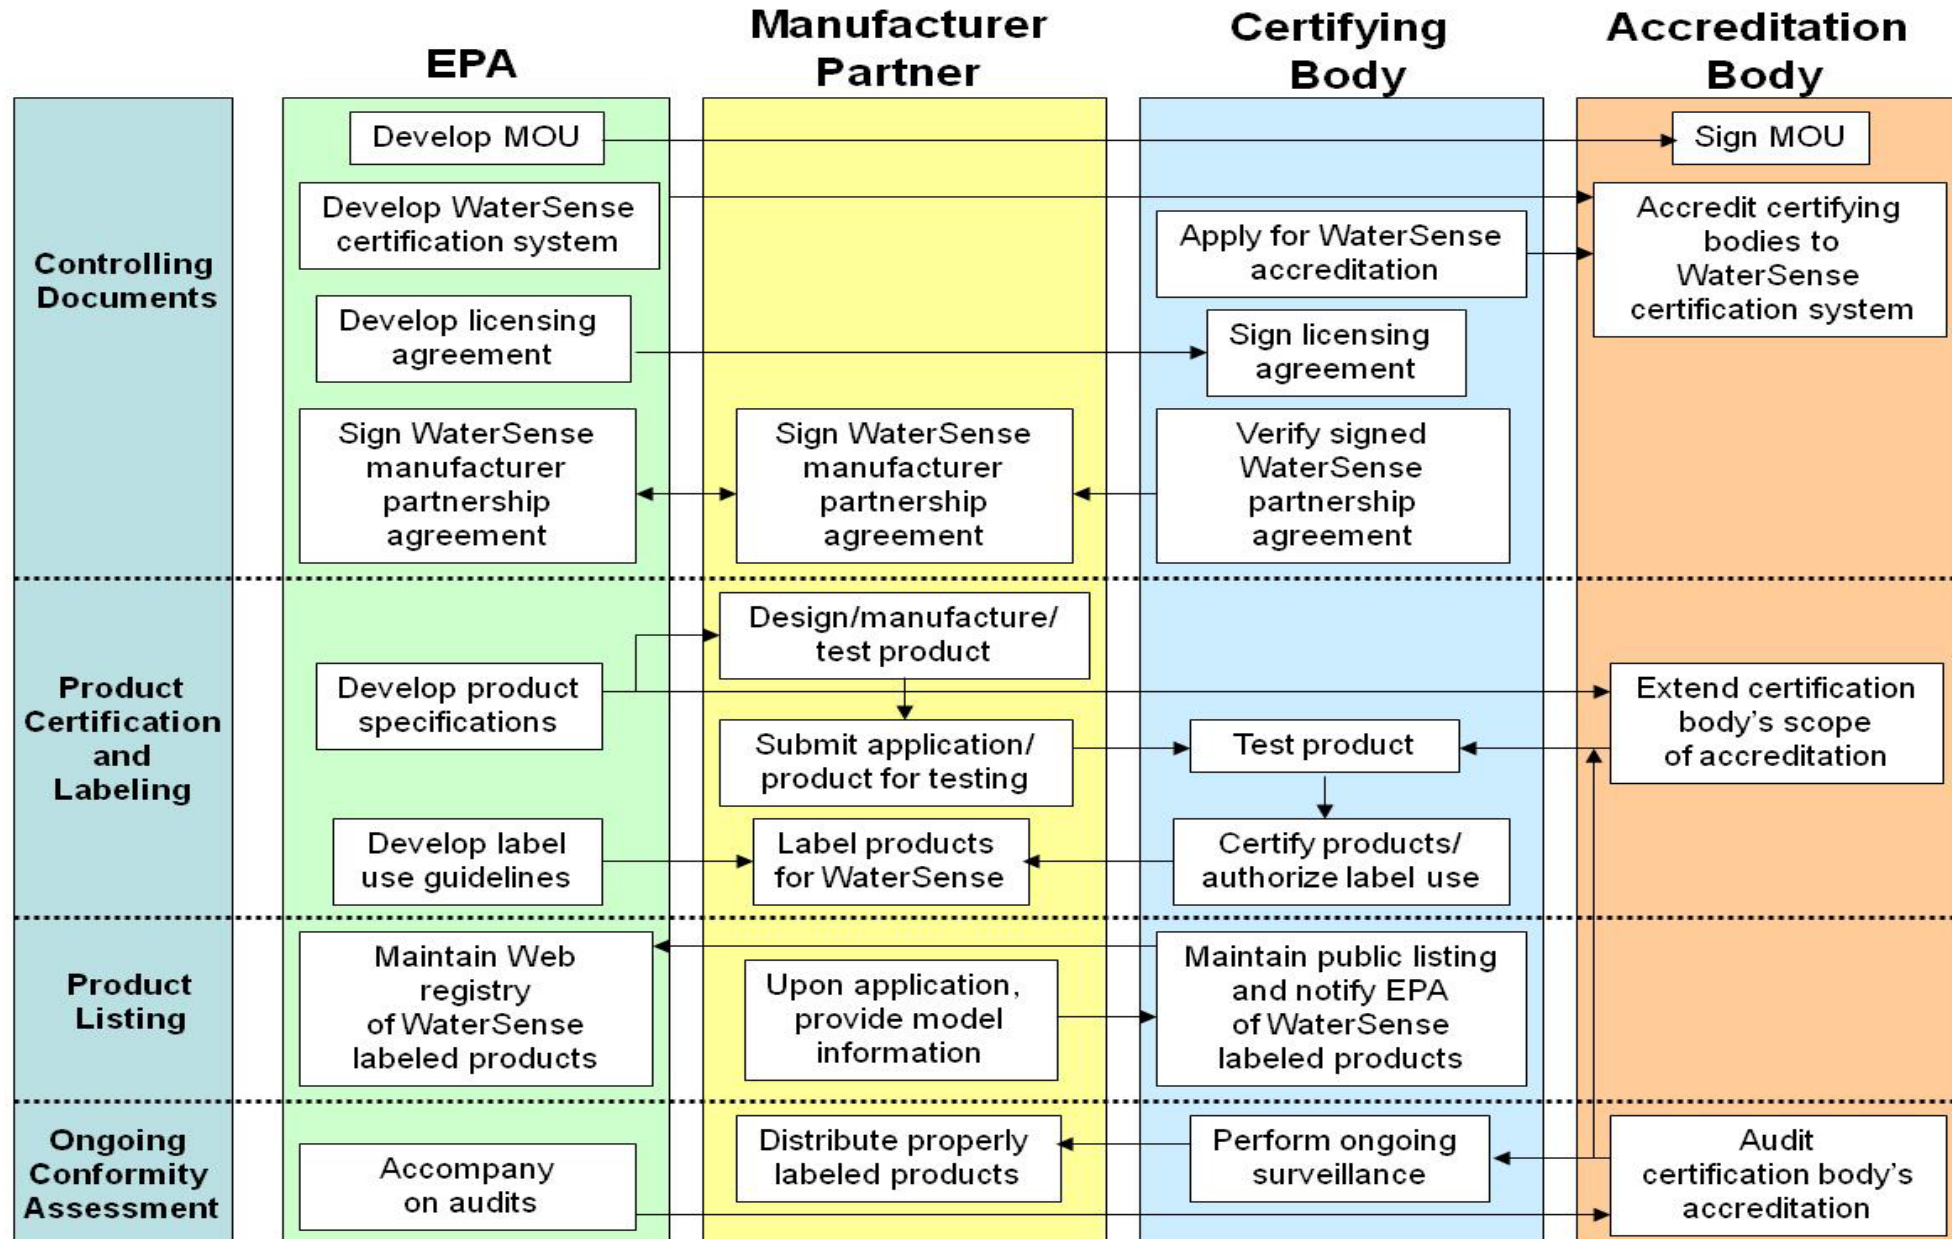 EPA
Manufacturer
Partner
Certifying
Body
Accreditation
Body
Controlling
Documents
Develop MOU
Sign MOU
Develop WaterSense
certification system
Apply for WaterSense
accreditation
Accredit certifying
bodies to
WaterSense
certification system
Develop licensing
agreement
Sign licensing
agreement
Sign WaterSense
manufacturer
partnership
agreement
Sign WaterSense
manufacturer
partnership
agreement
Verify signed
WaterSense
partnership
agreement
Product
Certification
and
Labeling
Develop product
specifications
Design/manufacture/
test product
Submit application/
product for testing
Test product
Extend certification
body’s scope
of accreditation
Develop label
use guidelines
Label products
for WaterSense
Certify products/
authorize label use
Product
Listing
Maintain Web
registry
of WaterSense
labeled products
Upon application,
provide model
information
Maintain public listing
and notify EPA
of WaterSense
labeled products
Ongoing
Conformity
Assessment
Accompany
on audits
Distribute properly
labeled products
Perform ongoing
surveillance
Audit
certification body’s
accreditation